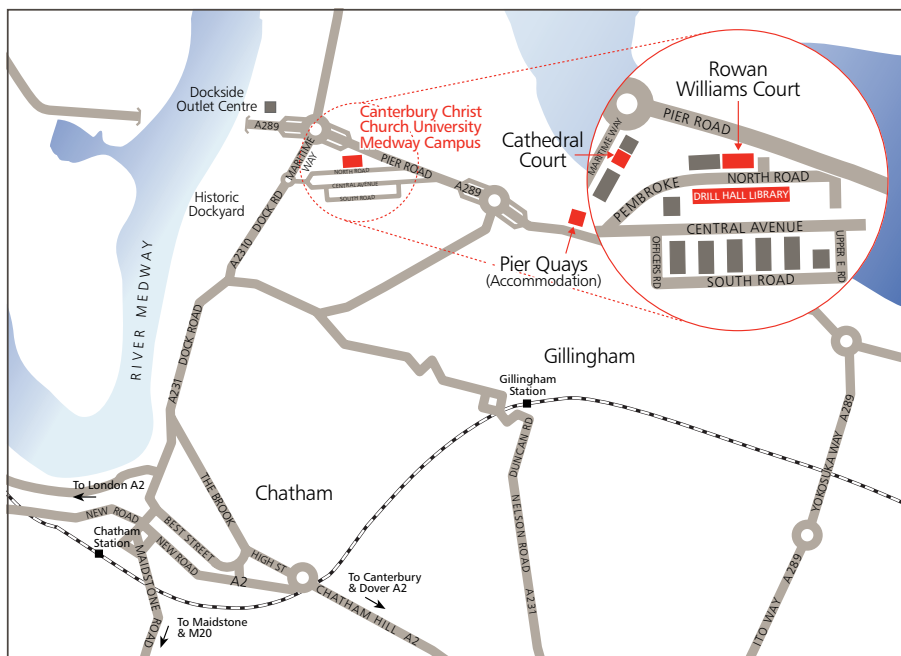 Dockside
Outlet Centre
A289
MARITIME
WAY
Canterbury Christ
Church University
Medway Campus
PIER ROAD
NORTH ROAD
CENTRAL AVENUE
SOUTH ROAD
A289
Historic
Dockyard
A2310 DOCK RD
RIVER MEDWAY
A231 DOCK ROAD
Cathedral
Court
Rowan
Williams Court
MARITIME WAY
PIER ROAD
PEMBROKE
NORTH ROAD
DRILL HALL LIBRARY
CENTRAL AVENUE
OFFICERS RD
UPPER E RD
SOUTH ROAD
Pier Quays
(Accommodation)
Gillingham
Gillingham
Station
DUNCAN RD
NELSON ROAD
A231
YOKOSUKA WAY
A289
ITO WAY
A289
Chatham
To London A2
NEW ROAD
Chatham
Station
MAIDSTONE
ROAD
BEST STREET
NEW ROAD
THE BROOK
HIGH ST
A2
To Canterbury
& Dover A2
CHATHAM HILL A2
To Maidstone
& M20